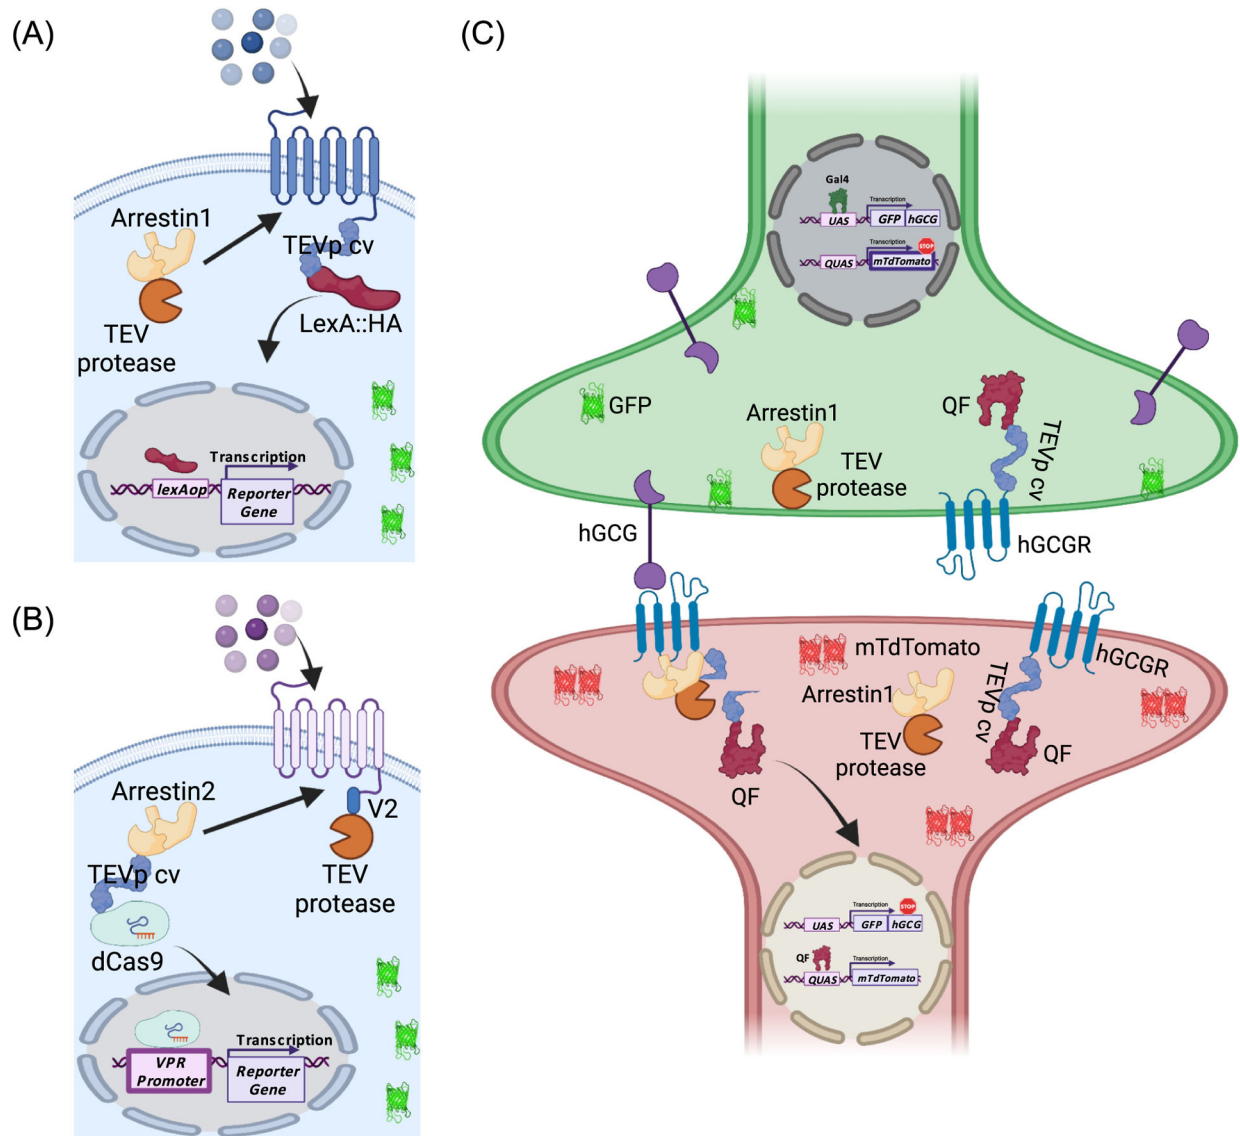 (A)
Arrestin1
TEVp cv
TEV
protease
LexA::HA
Transcription
lexAop
Reporter
Gene
(B)
Arrestin2
V2
TEVp cv
TEV
protease
dCas9
Transcription
VPR
Promoter
Reporter
Gene
(C)
Gal4
Transcription
UAS
GFP
hGCG
Transcription
STOP
QUAS
mTdTomato
GFP
Arrestin1
TEV
protease
QF
TEVp cv
hGCG
hGCGR
mTdTomato
hGCGR
Arrestin1
TEVp cv
TEV
protease
QF
QF
Transcription
STOP
UAS
GFP
hGCG
QF
Transcription
QUAS
mTdTomato